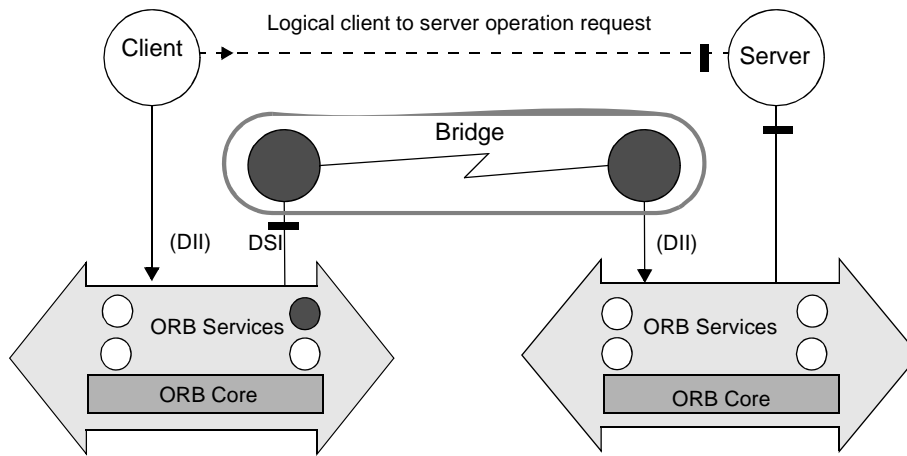 Logical client to server operation request
Client
Server
Bridge
(DII)
DSI
(DII)
ORB Services
ORB Services
ORB Core
ORB Core